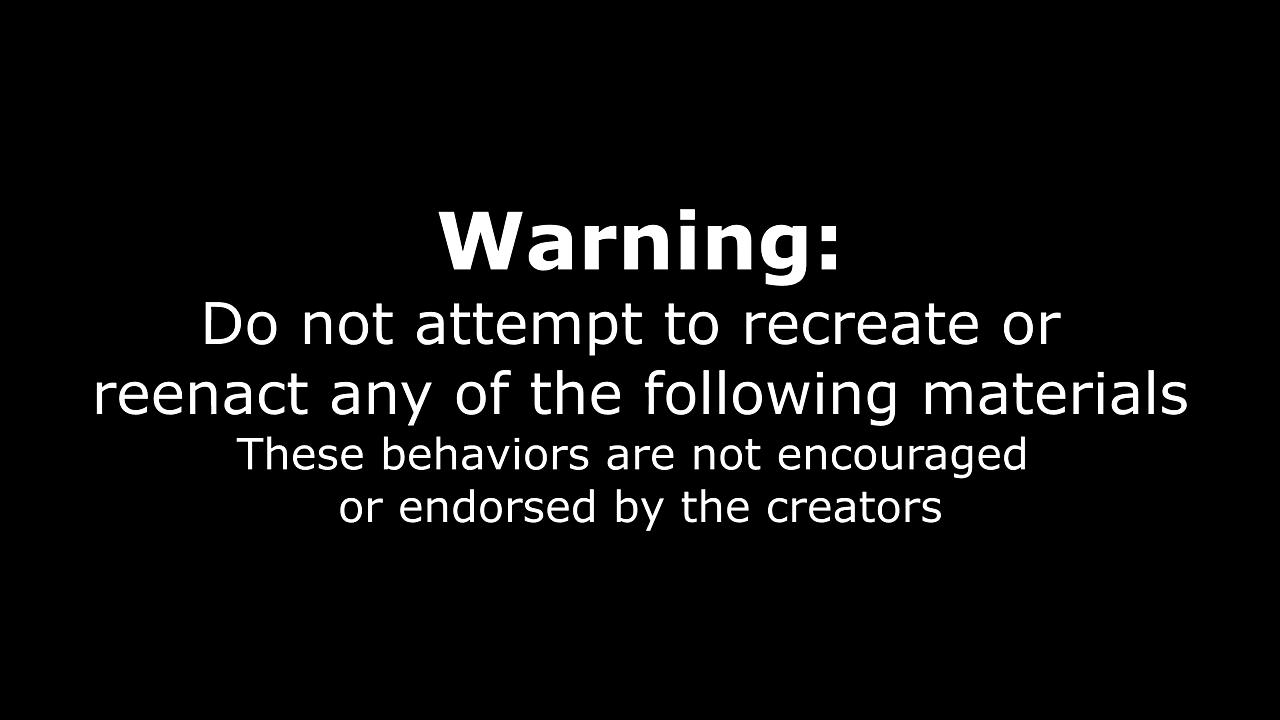 Warning:
Do not attempt to recreate or
reenact any of the following materials
These behaviors are not encouraged
or endorsed by the creators